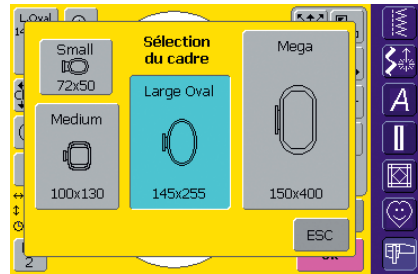 L.Oval
Small
72x50
Sélection
du cadre
Mega
150x400
Medium
100x130
Large Oval
145x255
ESC
A
2